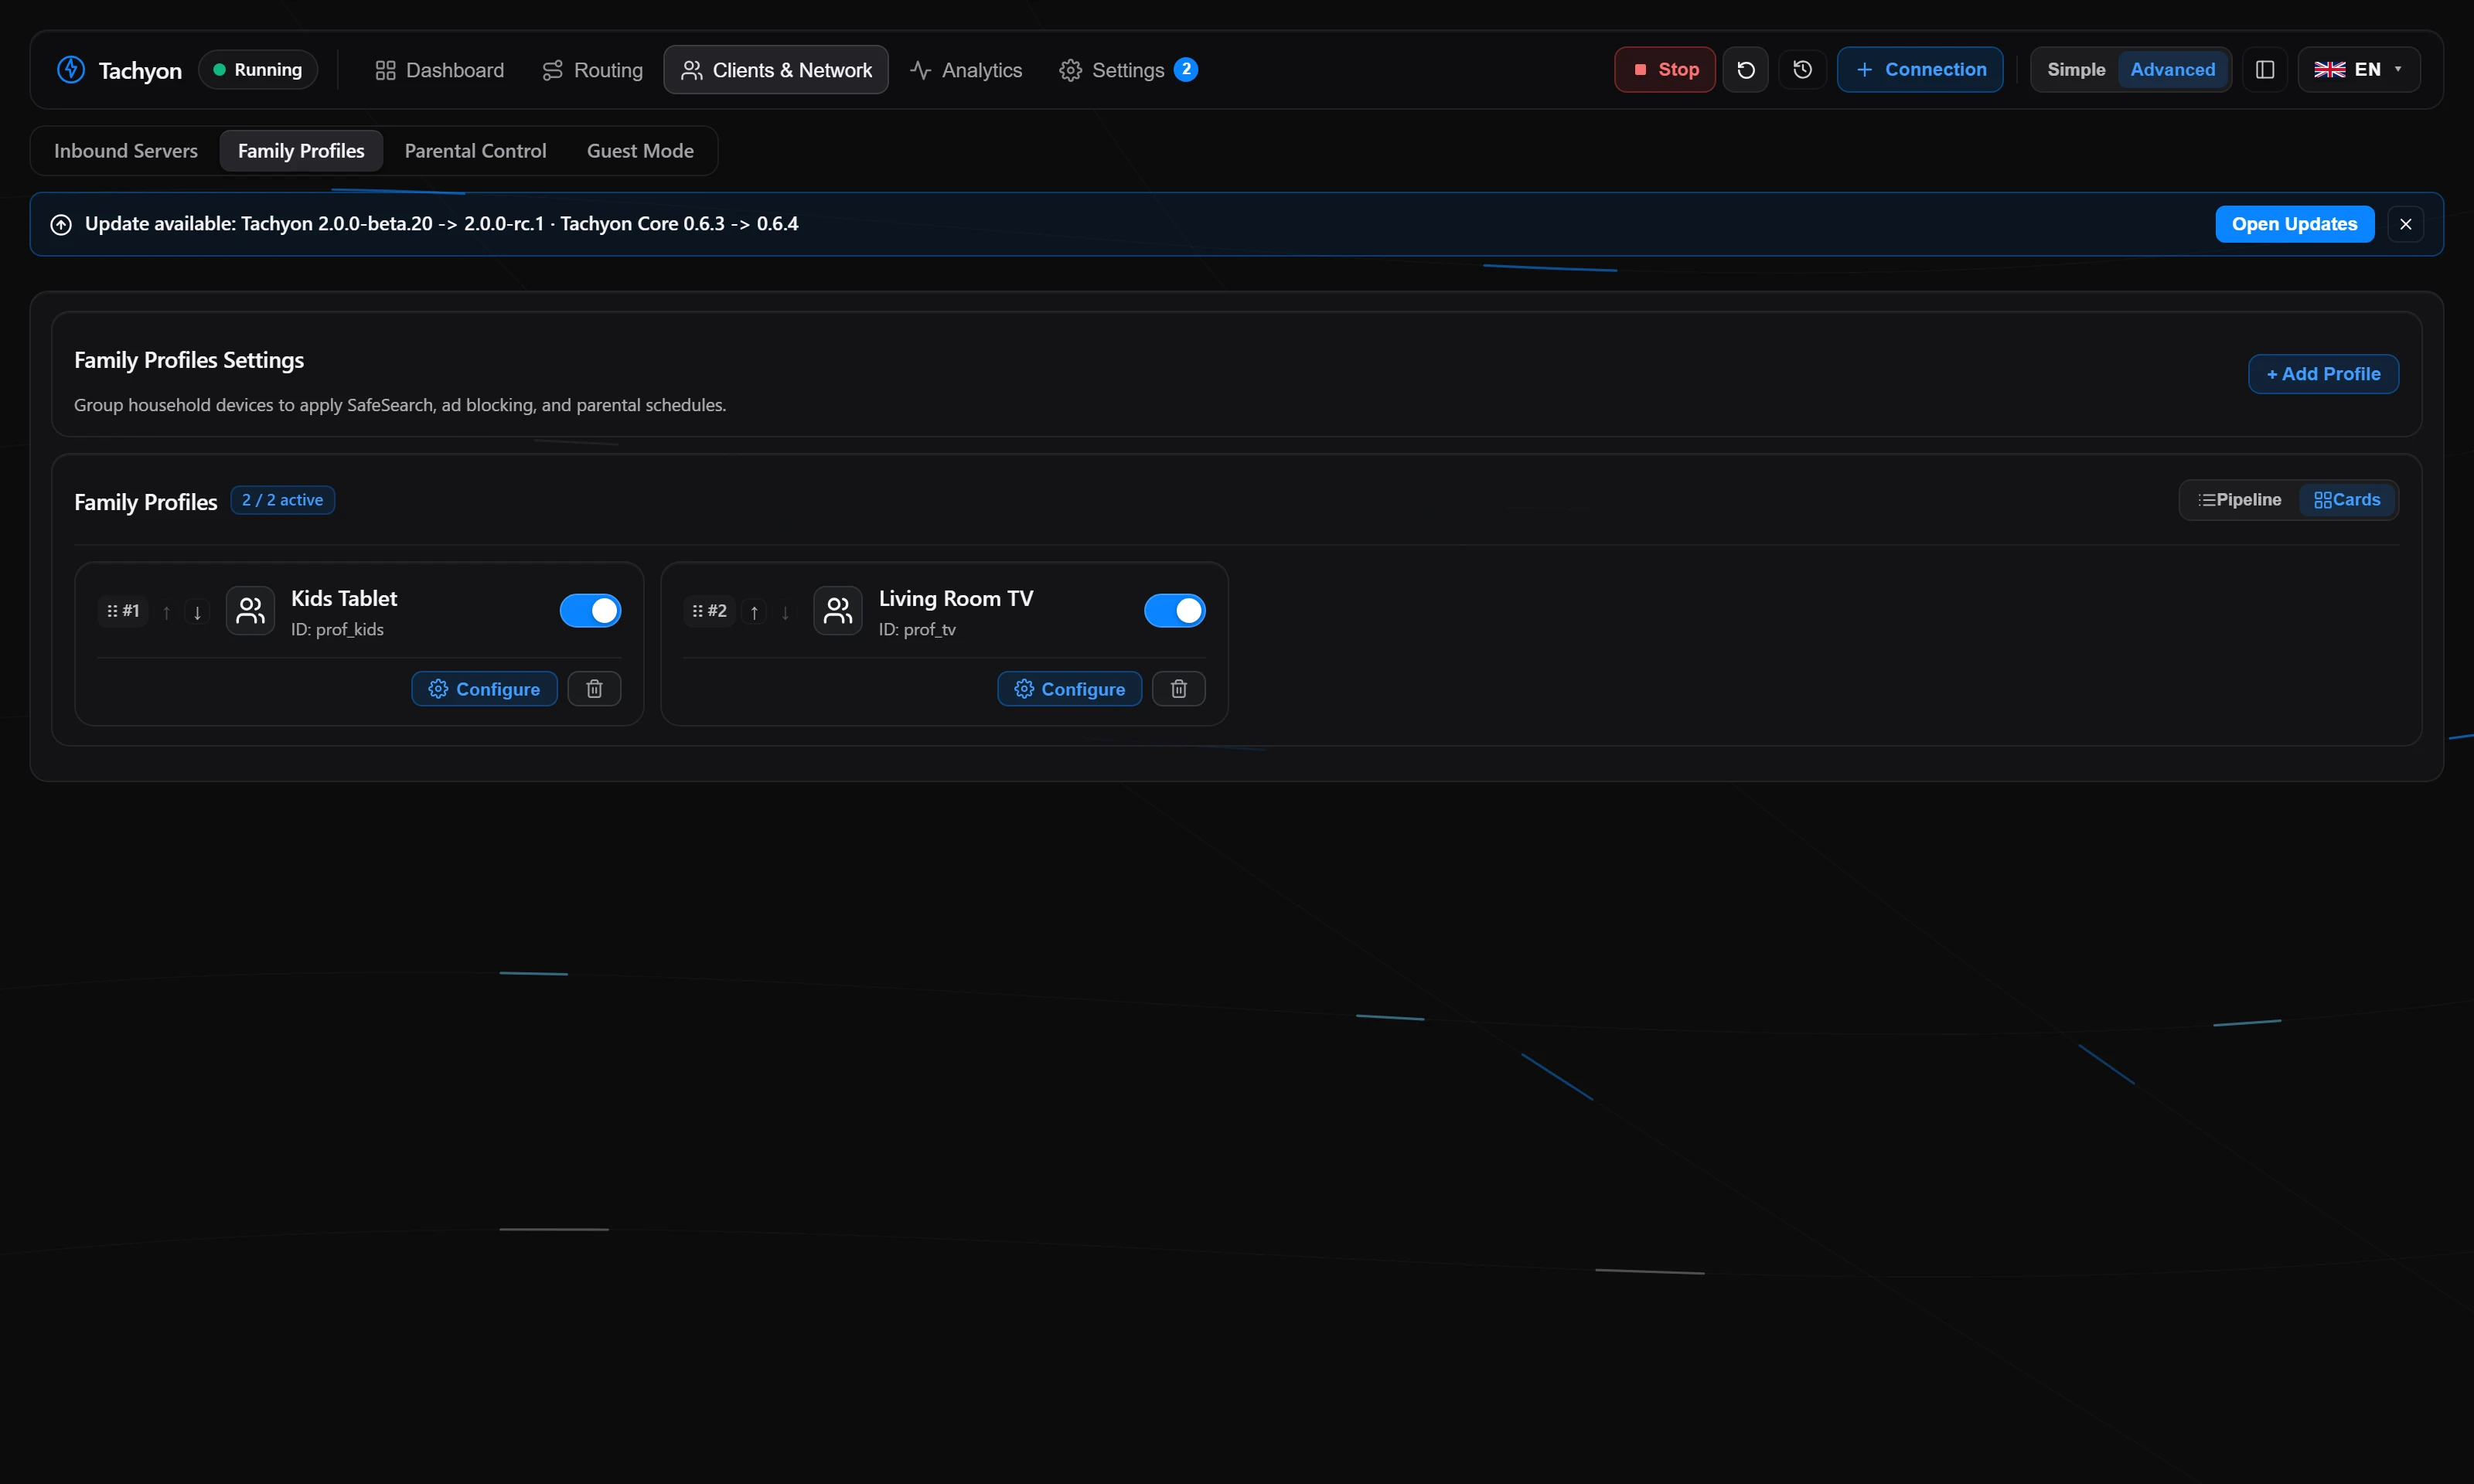 Tachyon Running Dashboard Routing Clients & Network Analytics Settings 2 Stop + Connection Simple Advanced EN
Inbound Servers Family Profiles Parental Control Guest Mode
Update available: Tachyon 2.0.0-beta.20 -> 2.0.0-rc.1 · Tachyon Core 0.6.3 -> 0.6.4 Open Updates
Family Profiles Settings
+ Add Profile
Group household devices to apply SafeSearch, ad blocking, and parental schedules.
Family Profiles 2 / 2 active Pipeline Cards
#1 ↑ ↓ Kids Tablet
ID: prof_kids
Configure
#2 ↑ ↓ Living Room TV
ID: prof_tv
Configure